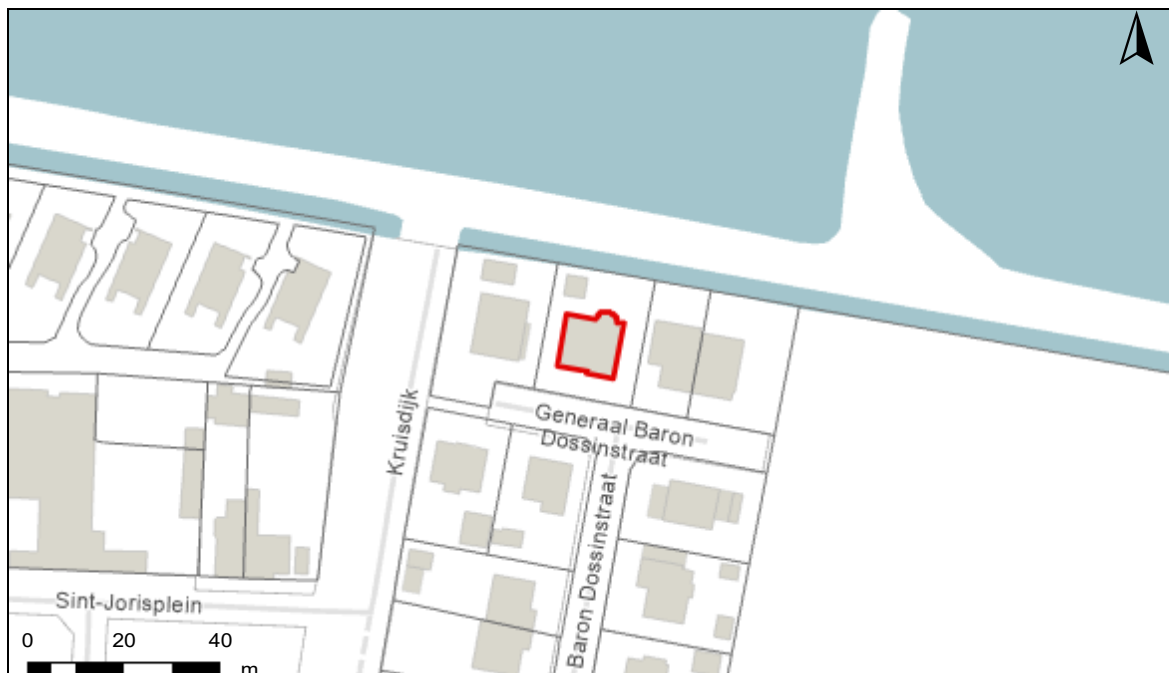 Generaal Baron
Dossinstraat
Kruisdijk
Baron Dossinstraat
Sint-Jorisplein
0 20 40
m